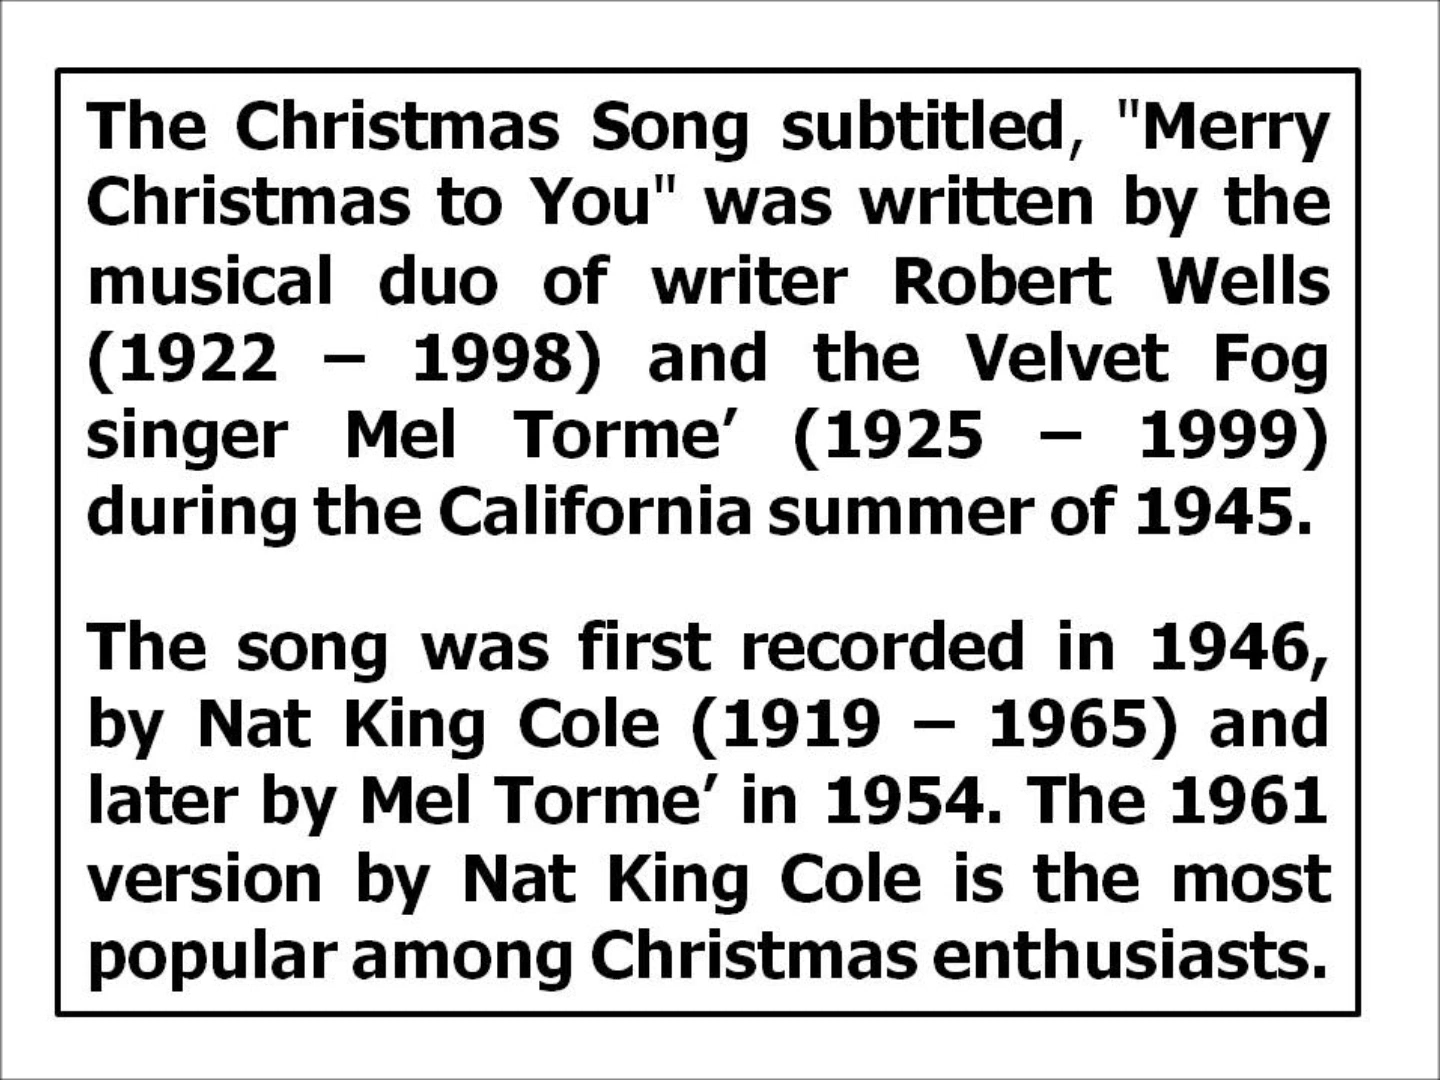 The Christmas Song subtitled, "Merry
Christmas to You" was written by the
musical duo of writer Robert Wells
(1922 – 1998) and the Velvet Fog
singer Mel Torme’ (1925 – 1999)
during the California summer of 1945.
The song was first recorded in 1946,
by Nat King Cole (1919 – 1965) and
later by Mel Torme’ in 1954. The 1961
version by Nat King Cole is the most
popular among Christmas enthusiasts.